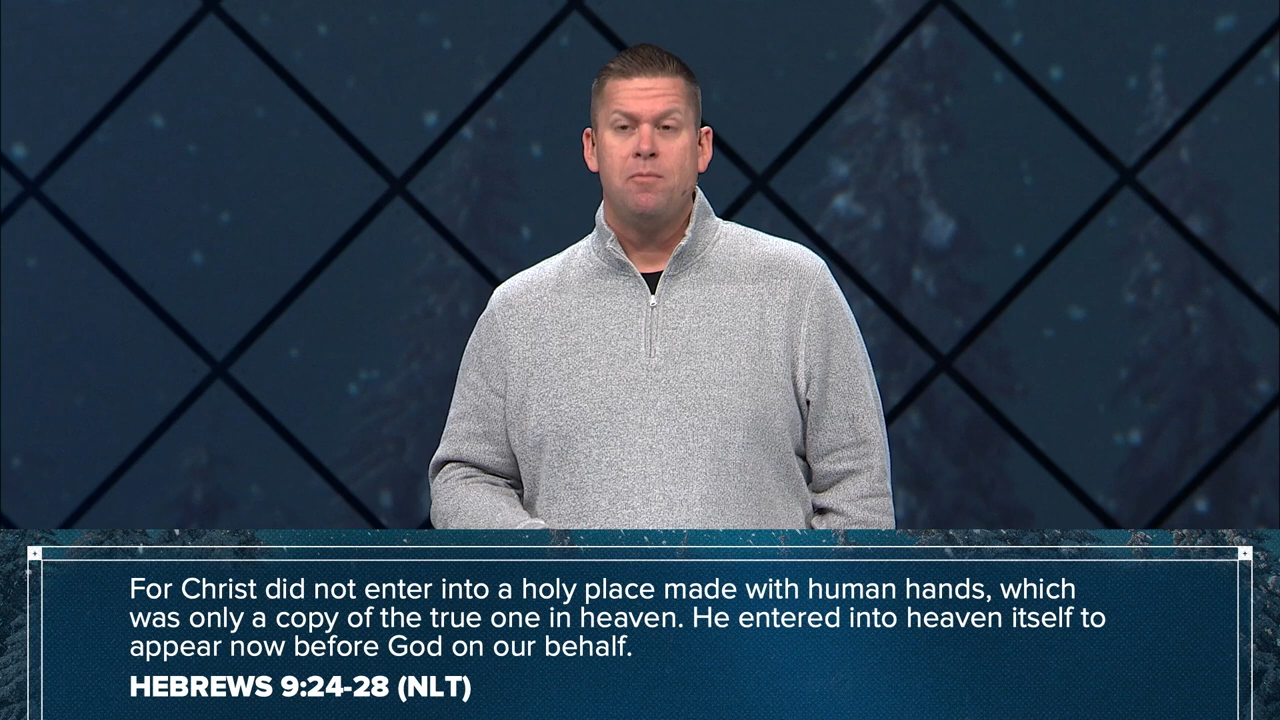 For Christ did not enter into a holy place made with human hands, which
was only a copy of the true one in heaven. He entered into heaven itself to
appear now before God on our behalf.
HEBREWS 9:24-28 (NLT)